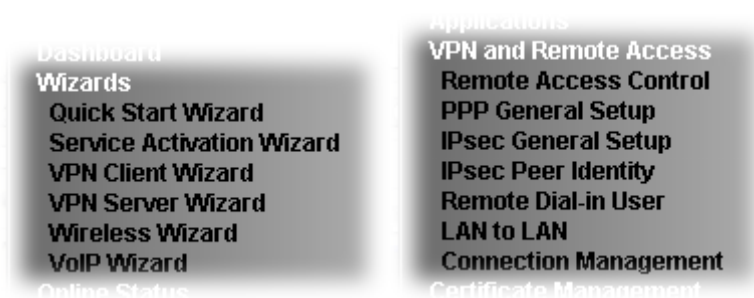 Dashboard
Wizards
Quick Start Wizard
Service Activation Wizard
VPN Client Wizard
VPN Server Wizard
Wireless Wizard
VoIP Wizard
Online Status
Applications
VPN and Remote Access
Remote Access Control
PPP General Setup
IPsec General Setup
IPsec Peer Identity
Remote Dial-in User
LAN to LAN
Connection Management
Certificate Management